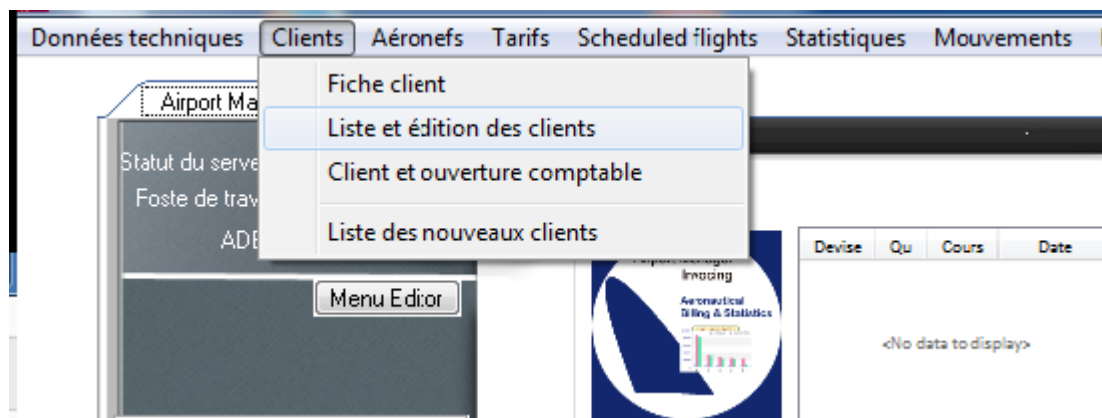 Données techniques Clients Aéronefs Tarifs Scheduled flights Statistiques Mouvements
Fiche client
Liste et édition des clients
Client et ouverture comptable
Liste des nouveaux clients
Airport Ma
Statut du serve
Foste de trav
ADE
Menu Editor
Invocing
Aeronautical
Billing & Statistics
Devise Qu Cours Date
<No data to display>